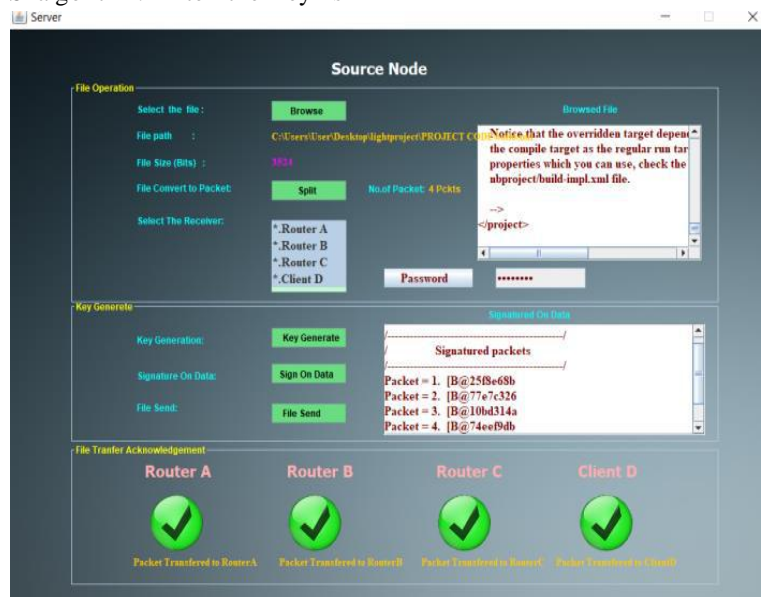 Server
Source Node
File Operation
Select the file :
Browse
Browsed File
File path :
C:\Users\User\Desktop\lightproject\PROJECT
Notice that the overridden target depend
the compile target as the regular run tar
properties which you can use, check the
nbproject/build-impl.xml file.
-->
</project>
File Size (Bits) :
3524
File Convert to Packet:
Split
No.of Packet: 4 Pckts
Select The Receiver:
*.Router A
*.Router B
*.Router C
*.Client D
Password
••••••••
Key Generete
Signatured On Data
Key Generation:
Key Generate
/------------------------------------------------/
/ Signatured packets
/------------------------------------------------/
Packet = 1. [B@25f8e68b
Packet = 2. [B@77e7c326
Packet = 3. [B@10bd314a
Packet = 4. [B@74eef9db
Signature On Data:
Sign On Data
File Send:
File Send
File Tranfer Acknowledgement
Router A Router B Router C Client D
Packet Transfered to RouterA Packet Transfered to RouterB Packet Transfered to RouterC Packet Transfered to ClientD